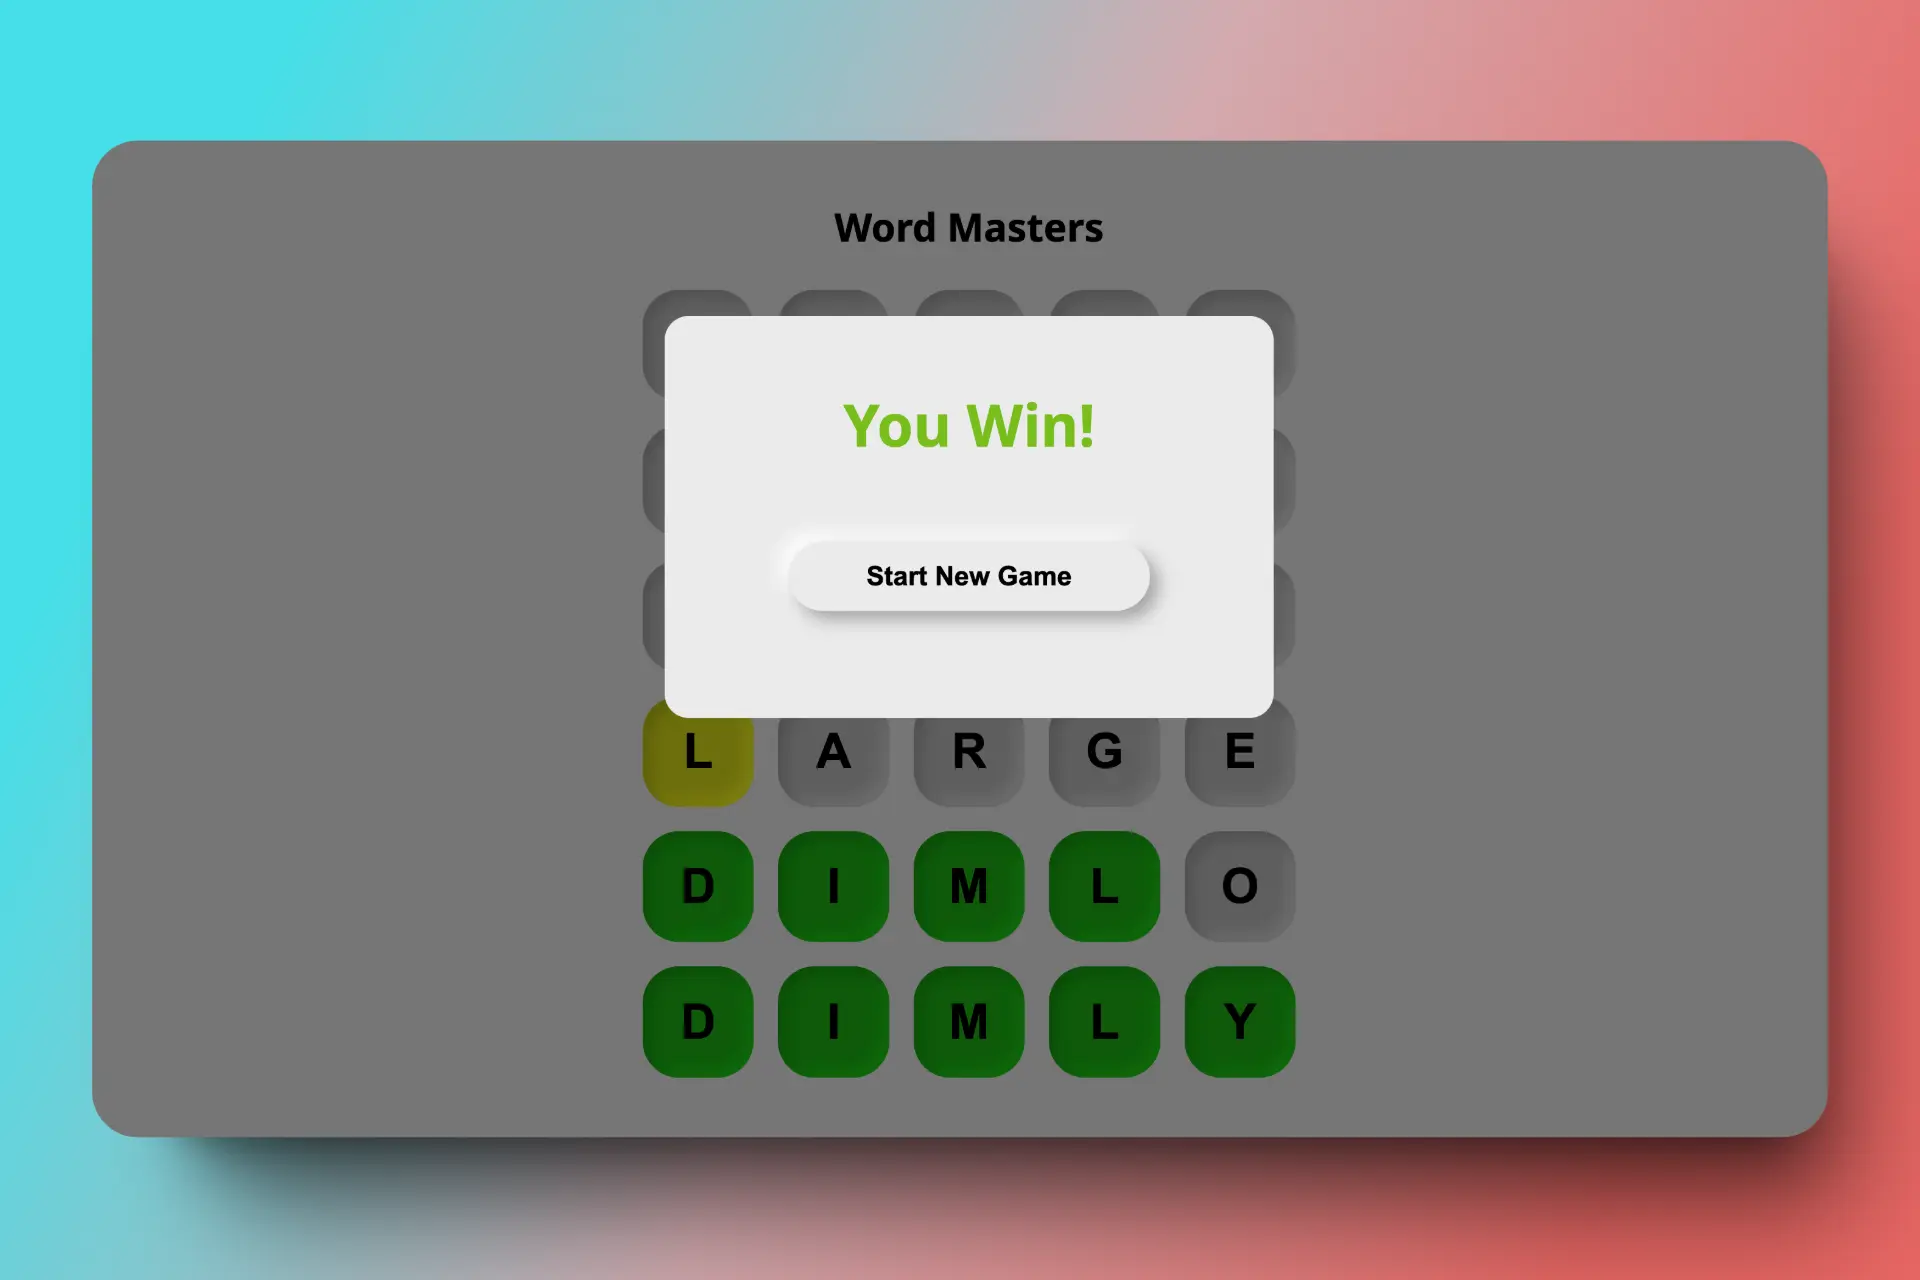 Word Masters
You Win!
Start New Game
L A R G E
D I M L O
D I M L Y